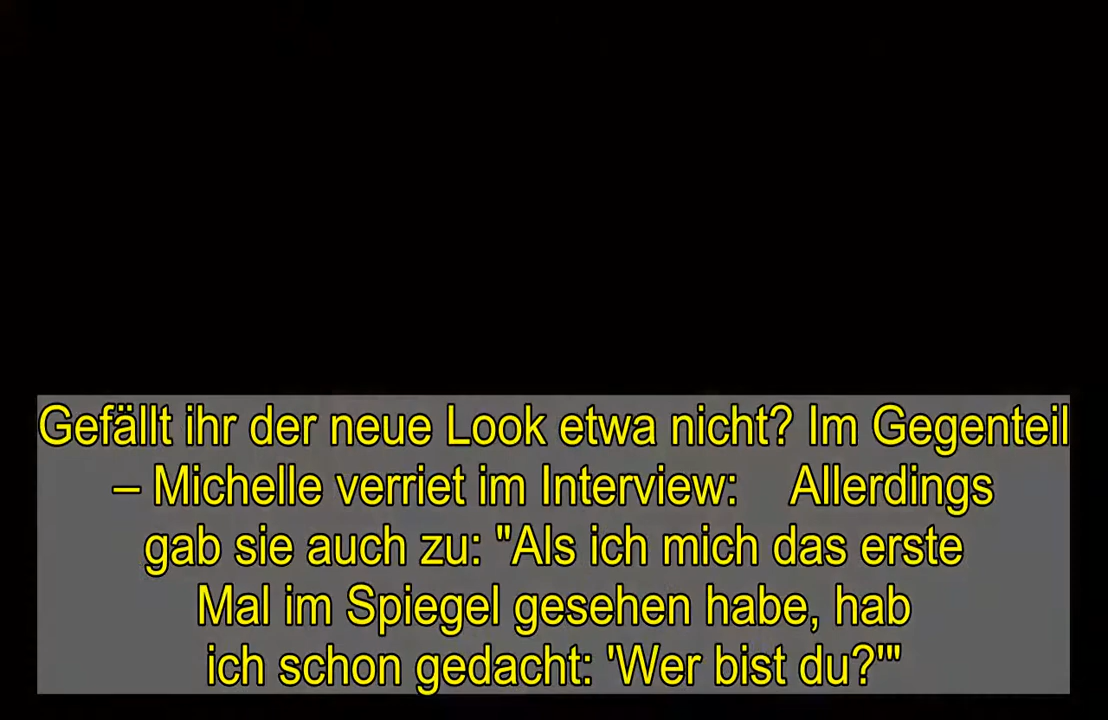 Gefällt ihr der neue Look etwa nicht? Im Gegenteil
– Michelle verriet im Interview:    Allerdings
gab sie auch zu: "Als ich mich das erste
Mal im Spiegel gesehen habe, hab
ich schon gedacht: 'Wer bist du?'"